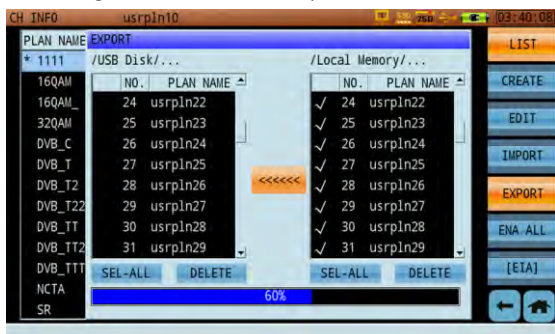 CH INFO usrpln10 75Ω 03:40:08
PLAN NAME
* 1111
16QAM
16QAM_
32QAM
DVB_C
DVB_T
DVB_T2
DVB_T22
DVB_TT
DVB_TT2
DVB_TTT
NCTA
SR
EXPORT
/USB Disk/...
NO. PLAN NAME
24 usrpln22
25 usrpln23
26 usrpln24
27 usrpln25
28 usrpln26
29 usrpln27
30 usrpln28
31 usrpln29
SEL-ALL DELETE
<<<<<<
/Local Memory/...
NO. PLAN NAME
✓ 24 usrpln22
✓ 25 usrpln23
✓ 26 usrpln24
✓ 27 usrpln25
✓ 28 usrpln26
✓ 29 usrpln27
✓ 30 usrpln28
✓ 31 usrpln29
SEL-ALL DELETE
60%
LIST
CREATE
EDIT
IMPORT
EXPORT
ENA ALL
[EIA]